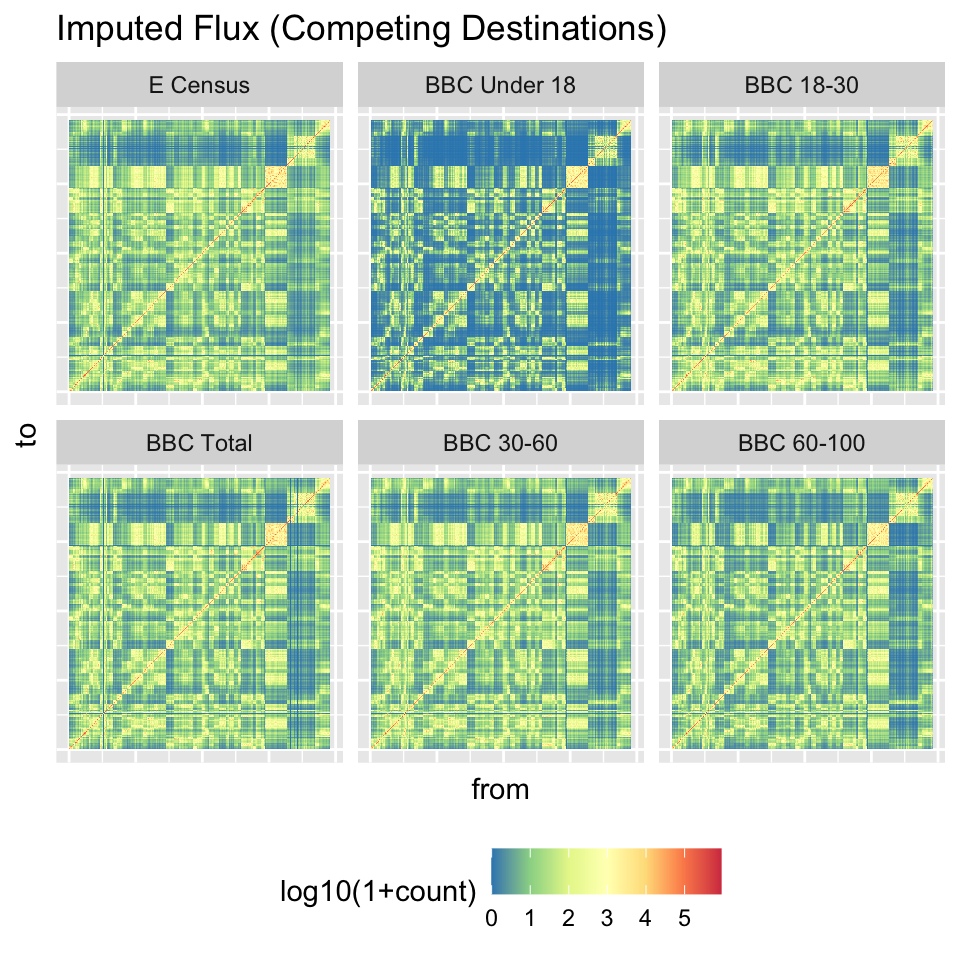 Imputed Flux (Competing Destinations)
E Census
BBC Under 18
BBC 18-30
to
BBC Total
BBC 30-60
BBC 60-100
from
log10(1+count)
0 1 2 3 4 5